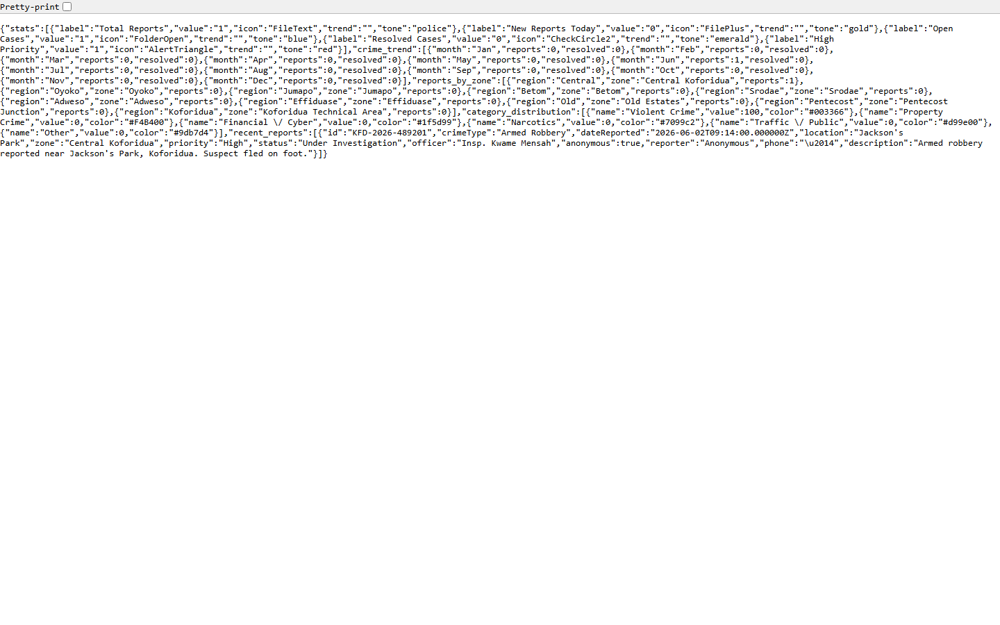 Pretty-print
{"stats":[{"label":"Total Reports","value":"1","icon":"FileText","trend":"","tone":"police"},{"label":"New Reports Today","value":"0","icon":"FilePlus","trend":"","tone":"gold"},{"label":"Open
Cases","value":"1","icon":"FolderOpen","trend":"","tone":"blue"},{"label":"Resolved Cases","value":"0","icon":"CheckCircle2","trend":"","tone":"emerald"},{"label":"High
Priority","value":"1","icon":"AlertTriangle","trend":"","tone":"red"}],"crime_trend":[{"month":"Jan","reports":0,"resolved":0},{"month":"Feb","reports":0,"resolved":0},
{"month":"Mar","reports":0,"resolved":0},{"month":"Apr","reports":0,"resolved":0},{"month":"May","reports":0,"resolved":0},{"month":"Jun","reports":1,"resolved":0},
{"month":"Jul","reports":0,"resolved":0},{"month":"Aug","reports":0,"resolved":0},{"month":"Sep","reports":0,"resolved":0},{"month":"Oct","reports":0,"resolved":0},
{"month":"Nov","reports":0,"resolved":0},{"month":"Dec","reports":0,"resolved":0}],"reports_by_zone":[{"region":"Central","zone":"Central Koforidua","reports":1},
{"region":"Oyoko","zone":"Oyoko","reports":0},{"region":"Jumapo","zone":"Jumapo","reports":0},{"region":"Betom","zone":"Betom","reports":0},{"region":"Srodae","zone":"Srodae","reports":0},
{"region":"Adweso","zone":"Adweso","reports":0},{"region":"Effiduase","zone":"Effiduase","reports":0},{"region":"Old","zone":"Old Estates","reports":0},{"region":"Pentecost","zone":"Pentecost
Junction","reports":0},{"region":"Koforidua","zone":"Koforidua Technical Area","reports":0}],"category_distribution":[{"name":"Violent Crime","value":100,"color":"#003366"},{"name":"Property
Crime","value":0,"color":"#F4B400"},{"name":"Financial \/ Cyber","value":0,"color":"#1f5d99"},{"name":"Narcotics","value":0,"color":"#7099c2"},{"name":"Traffic \/ Public","value":0,"color":"#d99e00"},
{"name":"Other","value":0,"color":"#9db7d4"}],"recent_reports":[{"id":"KFD-2026-489201","crimeType":"Armed Robbery","dateReported":"2026-06-02T09:14:00.000000Z","location":"Jackson's
Park","zone":"Central Koforidua","priority":"High","status":"Under Investigation","officer":"Insp. Kwame Mensah","anonymous":true,"reporter":"Anonymous","phone":"\u2014","description":"Armed robbery
reported near Jackson's Park, Koforidua. Suspect fled on foot."}]}